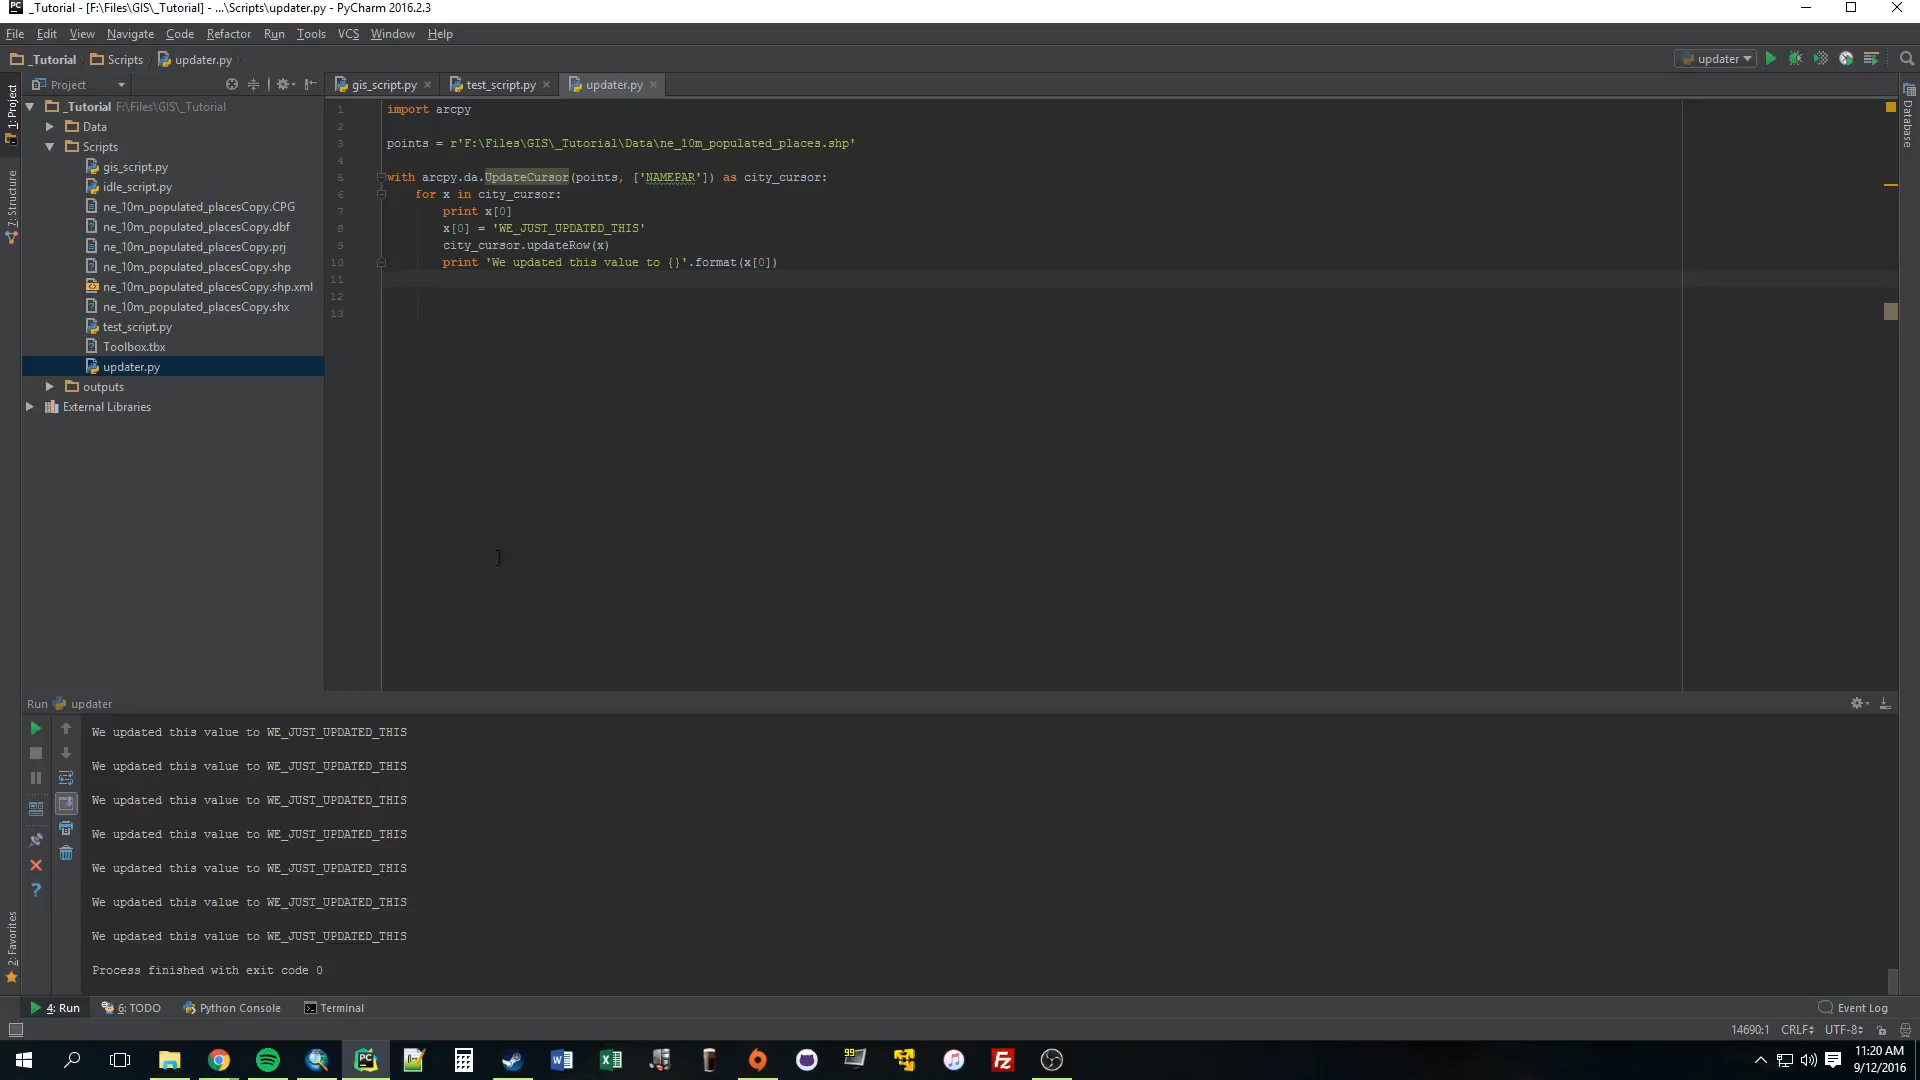 _Tutorial - [F:\Files\GIS\_Tutorial] - ...\Scripts\updater.py - PyCharm 2016.2.3
File Edit View Navigate Code Refactor Run Tools VCS Window Help
_Tutorial Scripts updater.py updater
Project gis_script.py test_script.py updater.py
1: Project
7: Structure
2: Favorites
Database
_Tutorial F:\Files\GIS\_Tutorial
Data
Scripts
gis_script.py
idle_script.py
ne_10m_populated_placesCopy.CPG
ne_10m_populated_placesCopy.dbf
ne_10m_populated_placesCopy.prj
ne_10m_populated_placesCopy.shp
ne_10m_populated_placesCopy.shp.xml
ne_10m_populated_placesCopy.shx
test_script.py
Toolbox.tbx
updater.py
outputs
External Libraries
1 import arcpy
2
3 points = r'F:\Files\GIS\_Tutorial\Data\ne_10m_populated_places.shp'
4
5 with arcpy.da.UpdateCursor(points, ['NAMEPAR']) as city_cursor:
6 for x in city_cursor:
7 print x[0]
8 x[0] = 'WE_JUST_UPDATED_THIS'
9 city_cursor.updateRow(x)
10 print 'We updated this value to {}'.format(x[0])
11
12
13
Run updater
We updated this value to WE_JUST_UPDATED_THIS
We updated this value to WE_JUST_UPDATED_THIS
We updated this value to WE_JUST_UPDATED_THIS
We updated this value to WE_JUST_UPDATED_THIS
We updated this value to WE_JUST_UPDATED_THIS
We updated this value to WE_JUST_UPDATED_THIS
We updated this value to WE_JUST_UPDATED_THIS
Process finished with exit code 0
4: Run 6: TODO Python Console Terminal Event Log
14690:1 CRLF UTF-8
11:20 AM
9/12/2016